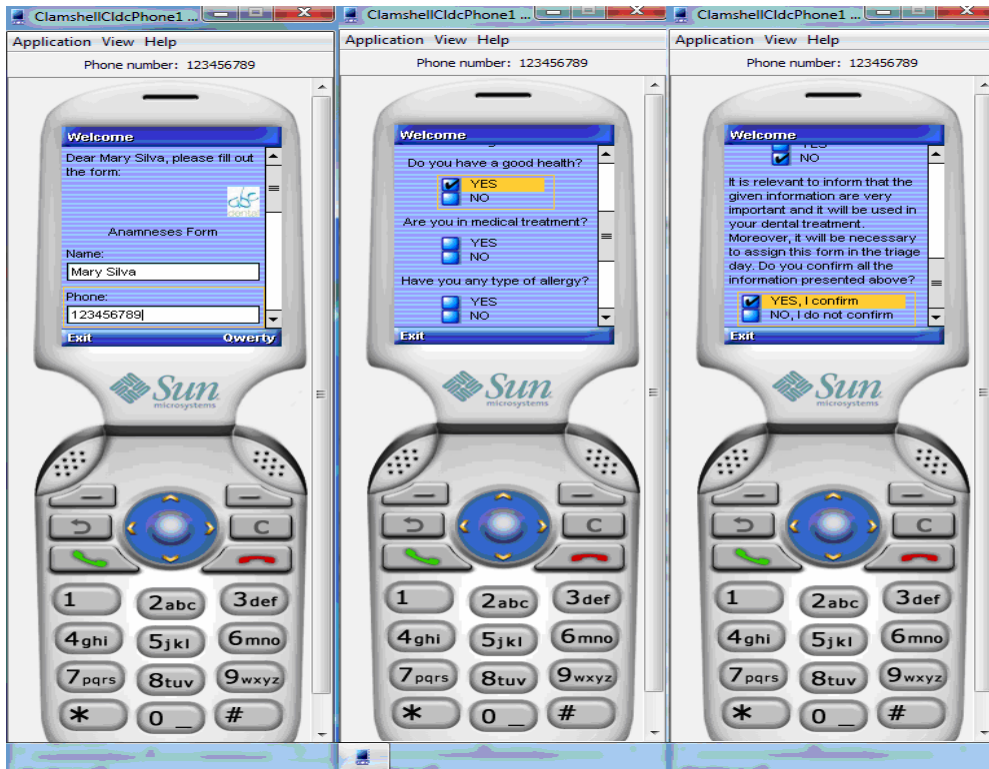 ClamshellCldcPhone1 ...
Application View Help
Phone number: 123456789
Welcome
Dear Mary Silva, please fill out
the form:
abc
dental
Anamneses Form
Name:
Mary Silva
Phone:
123456789
Exit
Qwerty
Sun
microsystems
C
1
2abc
3def
4ghi
5jkl
6mno
7pqrs
8tuv
9wxyz
*
0 _
#
ClamshellCldcPhone1 ...
Application View Help
Phone number: 123456789
Welcome
Do you have a good health?
YES
NO
Are you in medical treatment?
YES
NO
Have you any type of allergy?
YES
NO
Exit
Sun
microsystems
C
1
2abc
3def
4ghi
5jkl
6mno
7pqrs
8tuv
9wxyz
*
0 _
#
ClamshellCldcPhone1 ...
Application View Help
Phone number: 123456789
Welcome
YES
NO
It is relevant to inform that the
given information are very
important and it will be used in
your dental treatment.
Moreover, it will be necessary
to assign this form in the triage
day. Do you confirm all the
information presented above?
YES, I confirm
NO, I do not confirm
Exit
Sun
microsystems
C
1
2abc
3def
4ghi
5jkl
6mno
7pqrs
8tuv
9wxyz
*
0 _
#